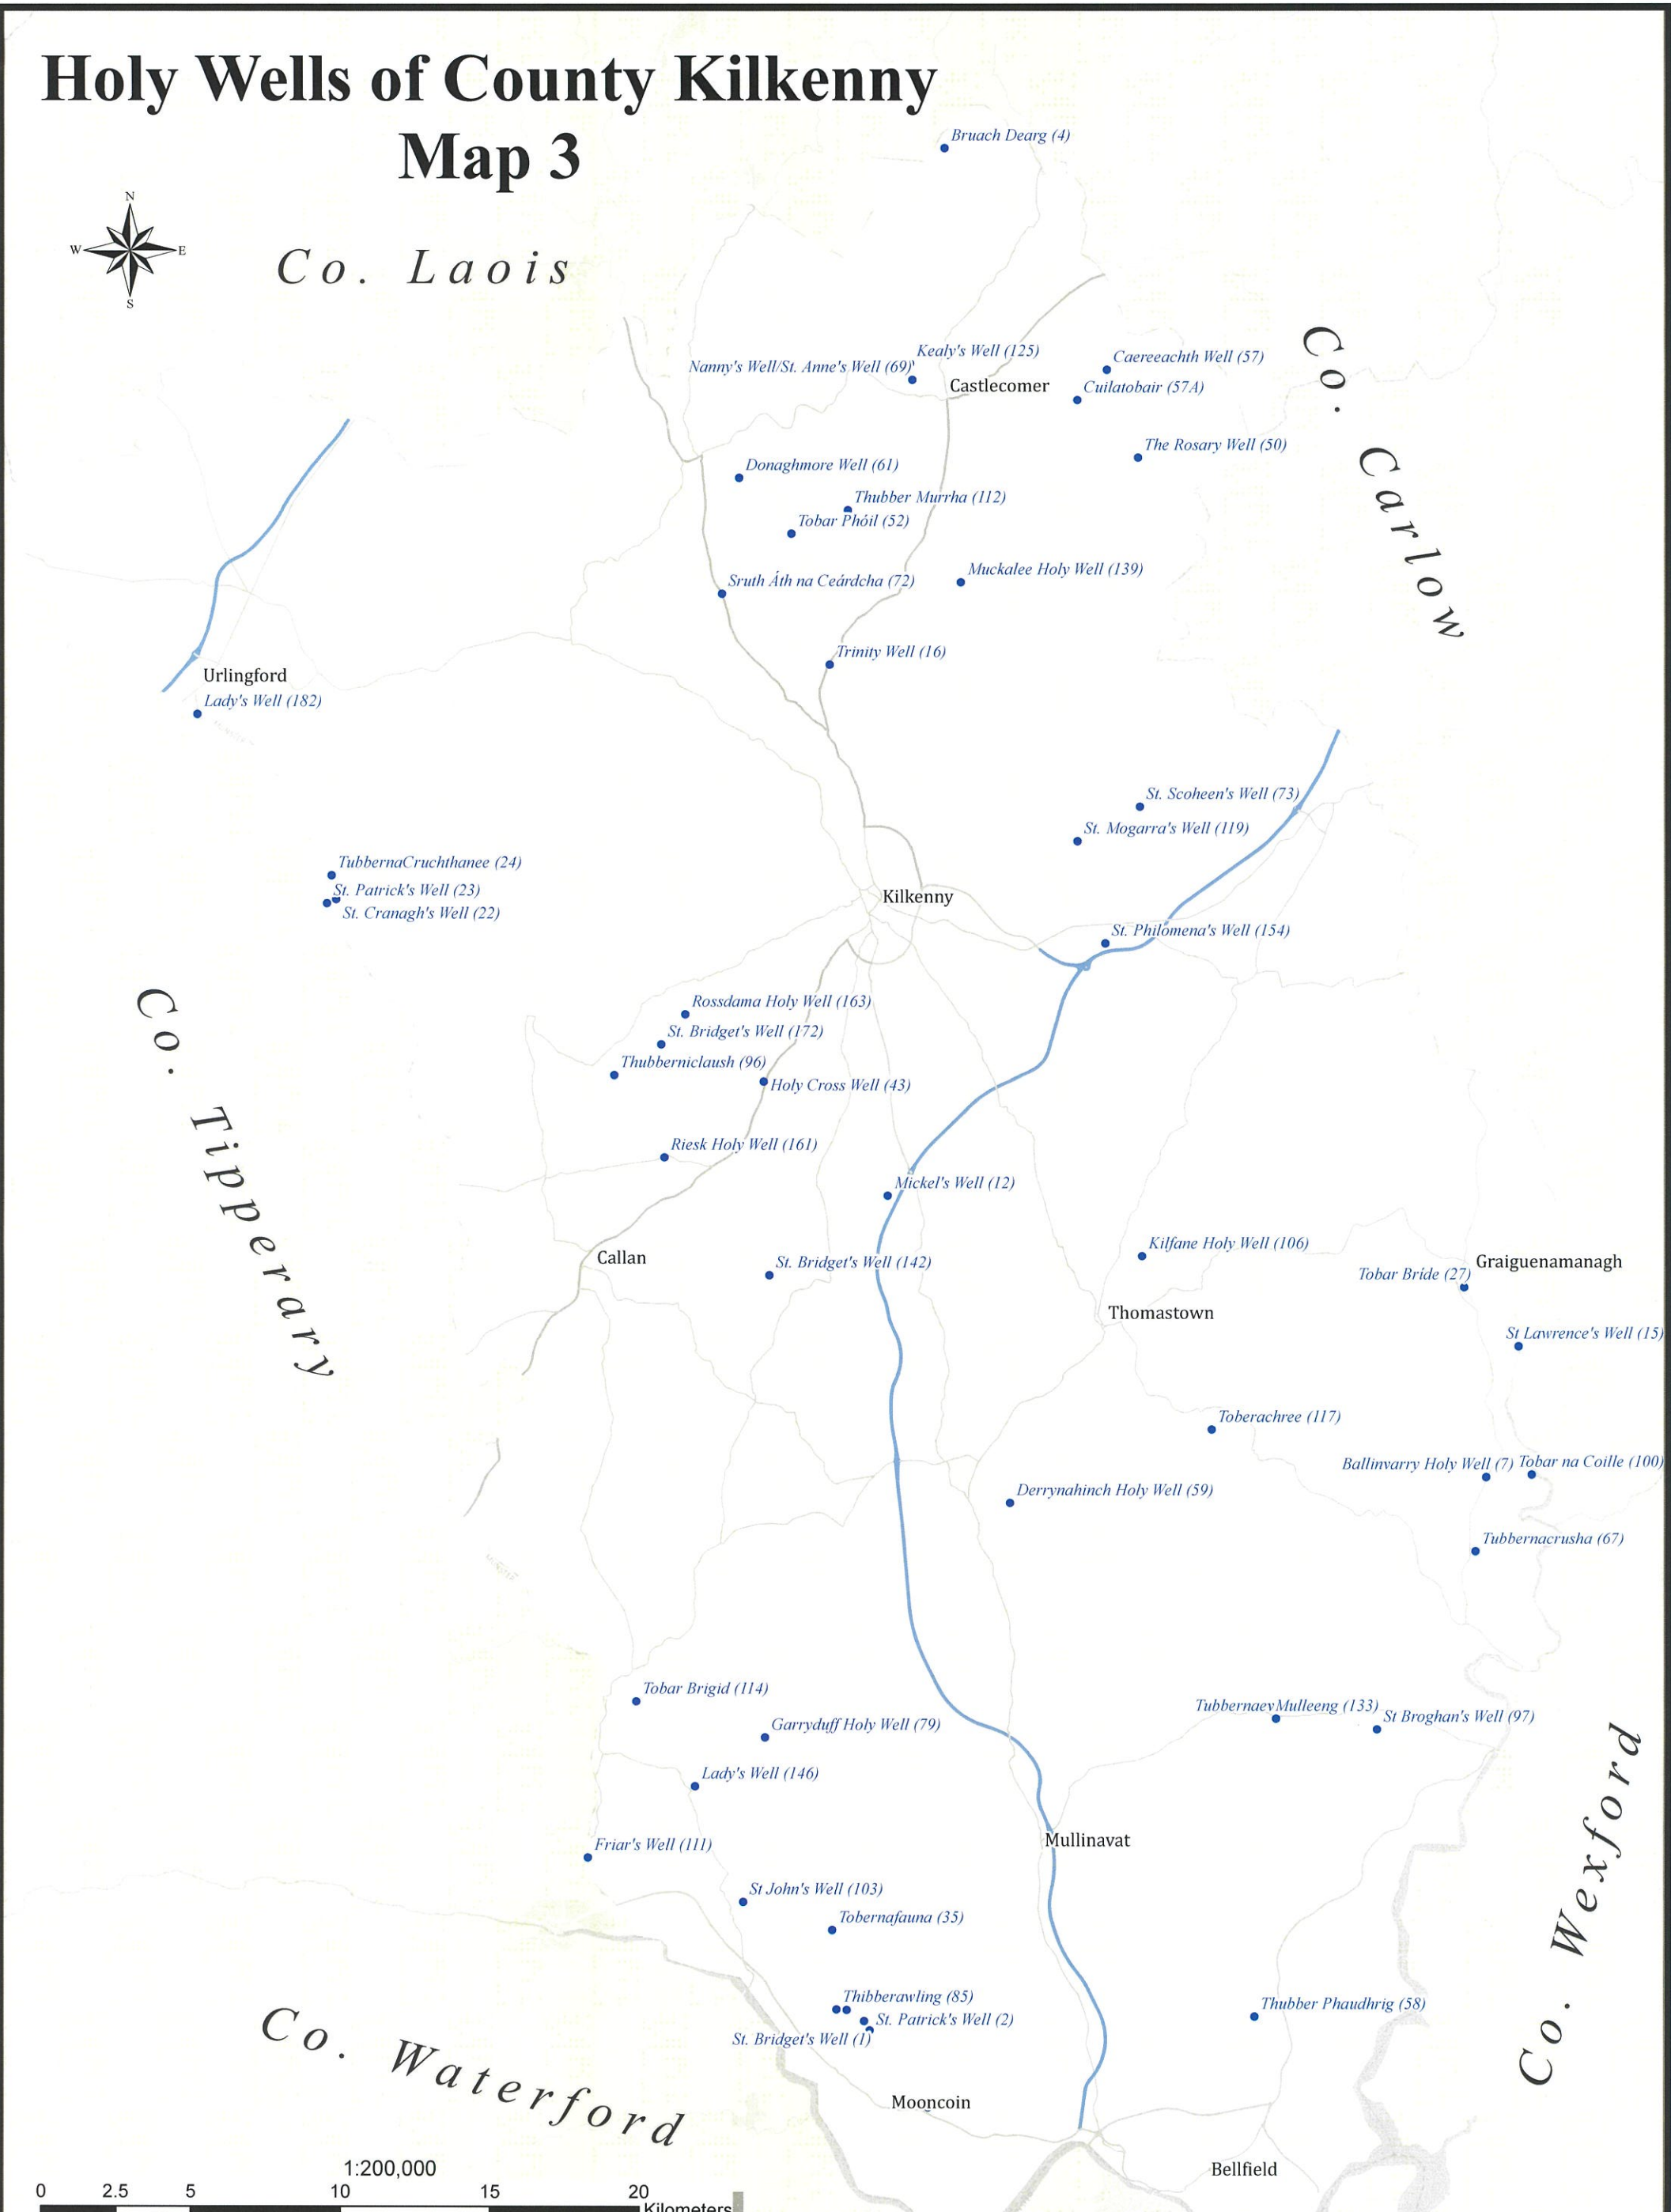 Holy Wells of County Kilkenny
Map 3
Bruach Dearg (4)
N
W E
S
Co. Laois
Kealy's Well (125)
Nanny's Well/St. Anne's Well (69)
Castlecomer
Caereeachth Well (57)
Cuilatobair (57A)
Co. Carlow
The Rosary Well (50)
Donaghmore Well (61)
Thubber Murrha (112)
Tobar Phóil (52)
Muckalee Holy Well (139)
Sruth Áth na Ceárdcha (72)
Trinity Well (16)
Urlingford
Lady's Well (182)
St. Scoheen's Well (73)
St. Mogarra's Well (119)
TubbernaCruchthanee (24)
St. Patrick's Well (23)
St. Cranagh's Well (22)
Kilkenny
St. Philomena's Well (154)
Co. Tipperary
Rossdama Holy Well (163)
St. Bridget's Well (172)
Thubberniclaush (96)
Holy Cross Well (43)
Riesk Holy Well (161)
Mickel's Well (12)
Callan
St. Bridget's Well (142)
Kilfane Holy Well (106)
Graiguenamanagh
Tobar Bríde (27)
Thomastown
St Lawrence's Well (15)
Toberachree (117)
Ballinvarry Holy Well (7)
Tobar na Coille (100)
Derrynahinch Holy Well (59)
Tubbernacrusha (67)
Tobar Brigid (114)
Garryduff Holy Well (79)
TubbernaevMulleeng (133)
St Broghan's Well (97)
Lady's Well (146)
Co. Wexford
Mullinavat
Friar's Well (111)
St John's Well (103)
Tobernafauna (35)
Thibberawling (85)
St. Patrick's Well (2)
St. Bridget's Well (1)
Thubber Phaudhrig (58)
Co. Waterford
Mooncoin
Bellfield
1:200,000
0 2.5 5 10 15 20
Kilometers